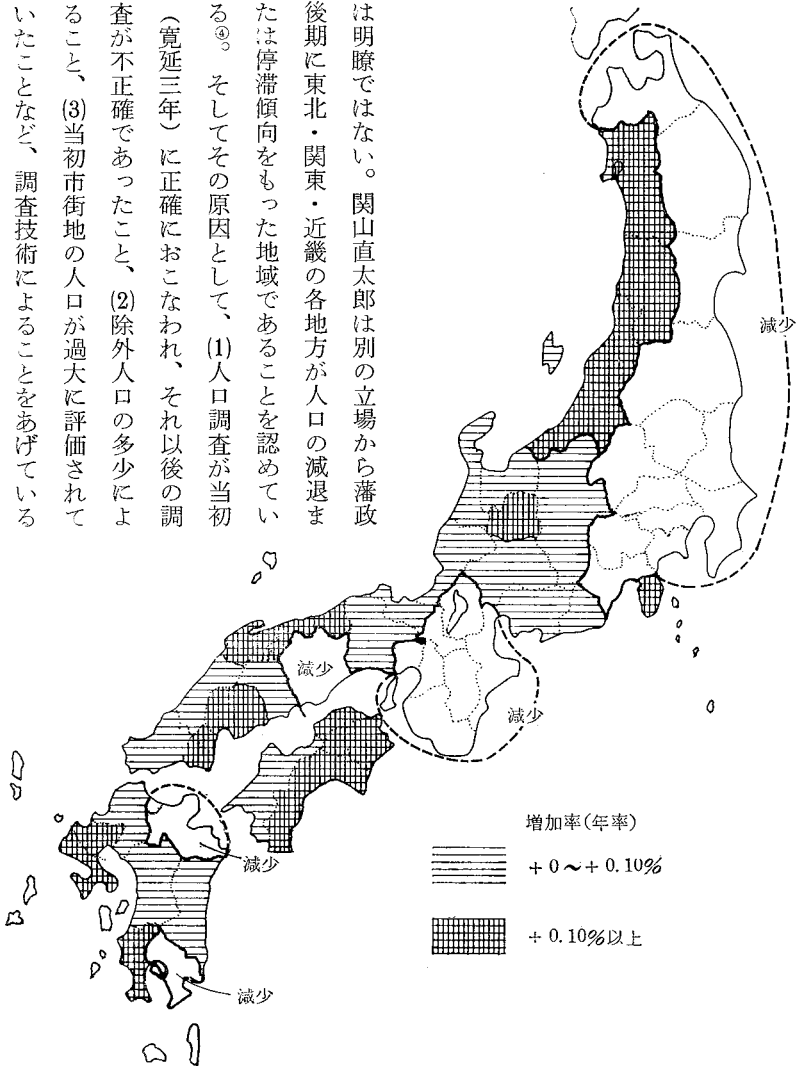 は明瞭ではない。関山直太郎は別の立場から藩政
後期に東北・関東・近畿の各地方が人口の減退ま
たは停滞傾向をもった地域であることを認めてい
る④。そしてその原因として、(1)人口調査が当初
（寛延三年）に正確におこなわれ、それ以後の調
査が不正確であったこと、(2)除外人口の多少によ
ること、(3)当初市街地の人口が過大に評価されて
いたことなど、調査技術によることをあげている
減少
減少
減少
減少
減少
増加率(年率)
+0～+0.10%
+0.10%以上